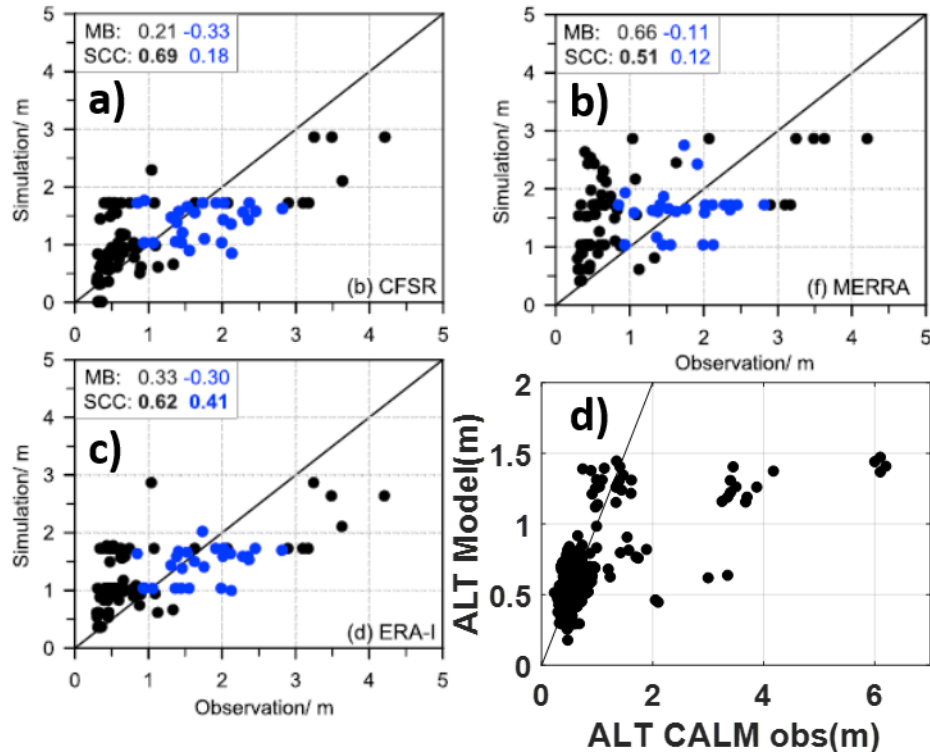 MB: 0.21 -0.33
SCC: 0.69 0.18
a)
(b) CFSR
Simulation/ m
5
4
3
2
1
0
0 1 2 3 4 5
MB: 0.66 -0.11
SCC: 0.51 0.12
b)
(f) MERRA
Simulation/ m
5
4
3
2
1
0
0 1 2 3 4 5
Observation/ m
MB: 0.33 -0.30
SCC: 0.62 0.41
c)
(d) ERA-I
Simulation/ m
5
4
3
2
1
0
0 1 2 3 4 5
Observation/ m
d)
ALT Model(m)
2
1.5
1
0.5
0
0 2 4 6
ALT CALM obs(m)